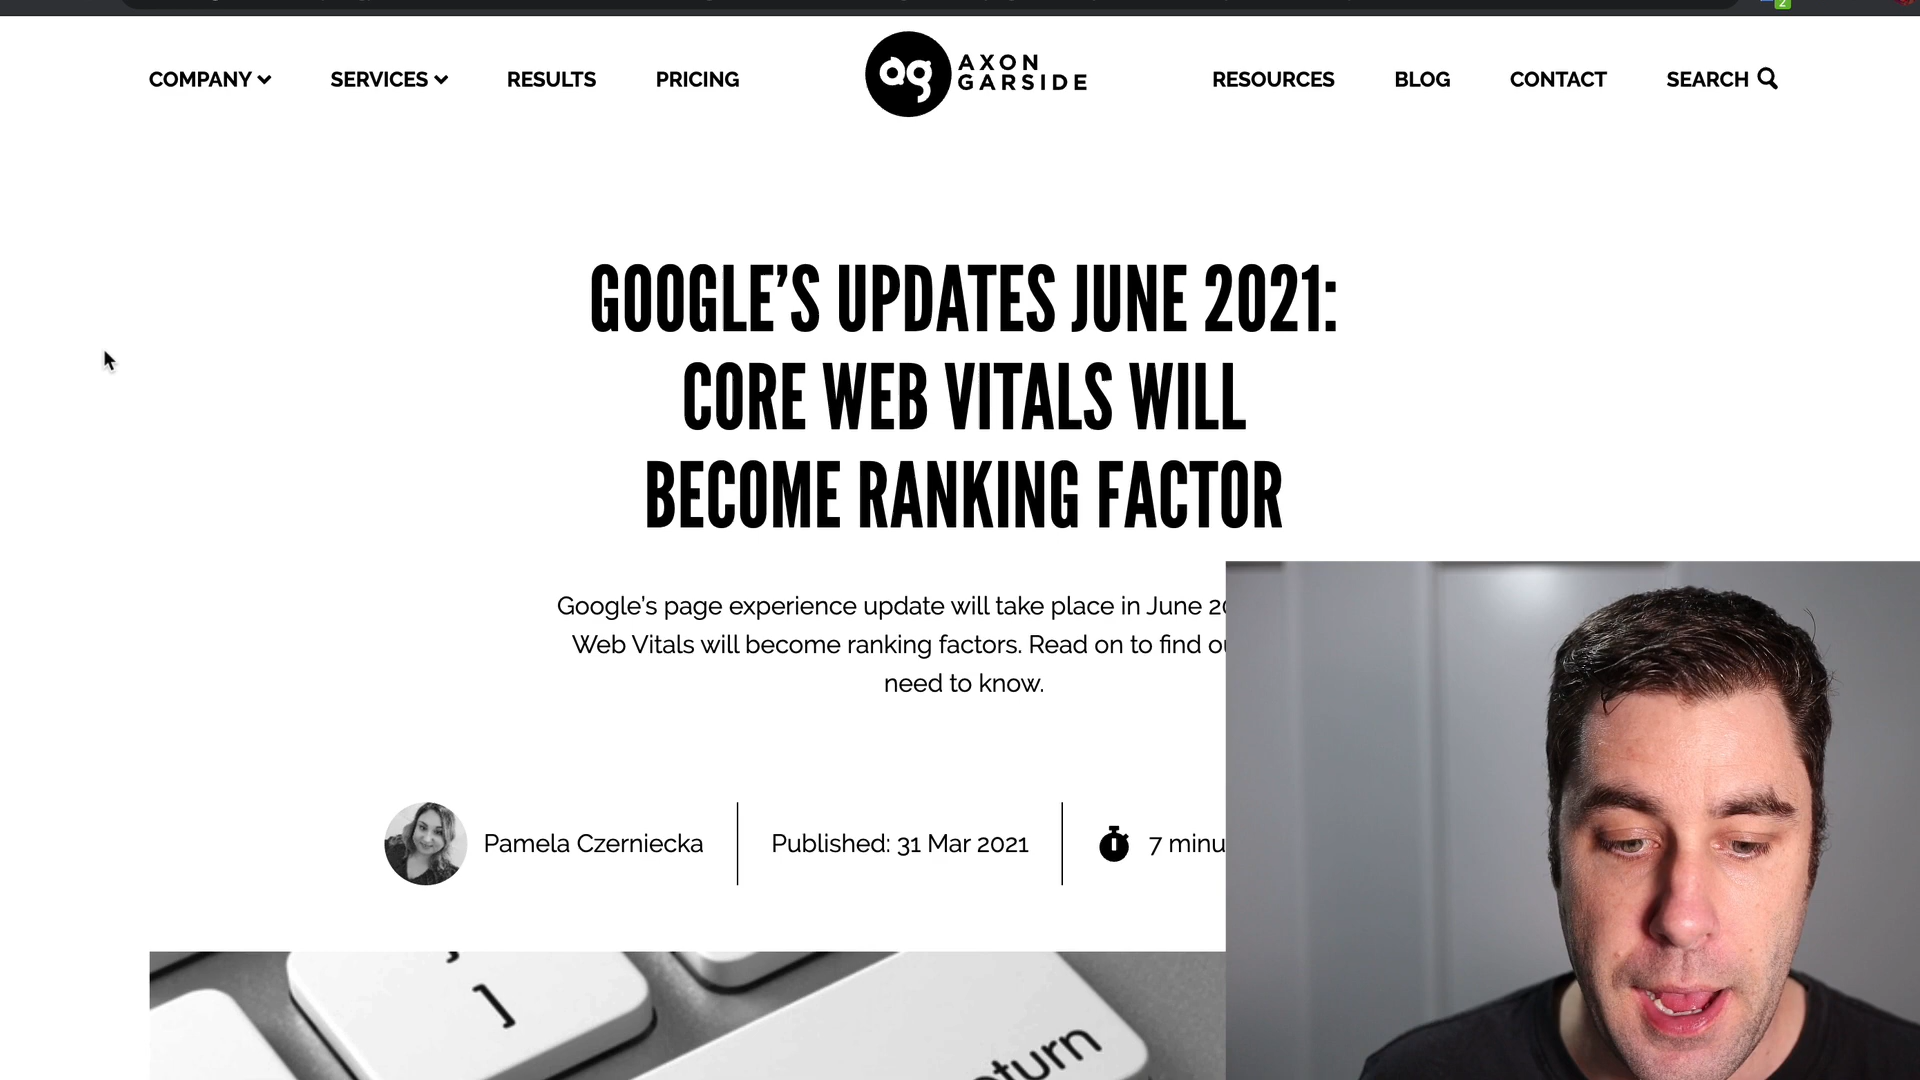 2
COMPANY SERVICES RESULTS PRICING ag AXON GARSIDE RESOURCES BLOG CONTACT SEARCH
GOOGLE’S UPDATES JUNE 2021:
CORE WEB VITALS WILL
BECOME RANKING FACTOR
Google’s page experience update will take place in June
Web Vitals will become ranking factors. Read on to find
need to know.
Pamela Czerniecka Published: 31 Mar 2021 7
]